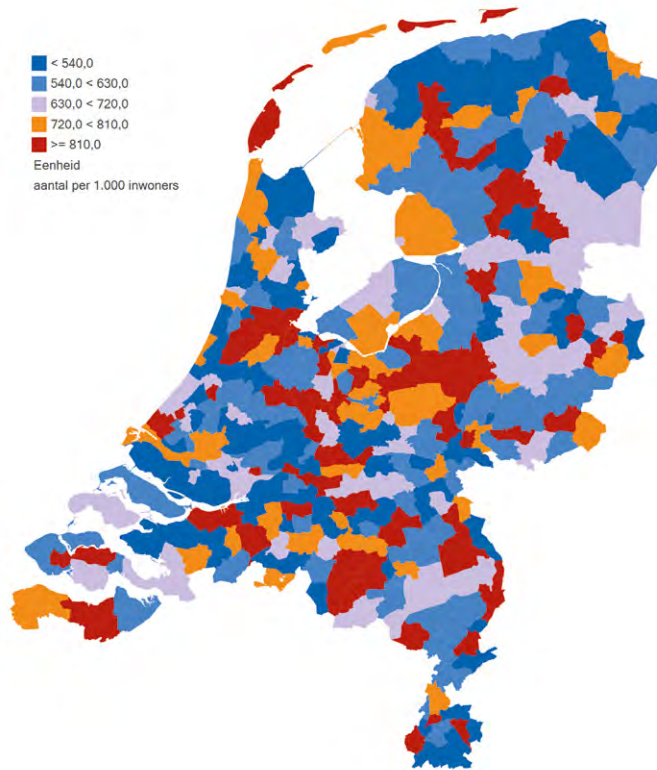 < 540,0
540,0 < 630,0
630,0 < 720,0
720,0 < 810,0
>= 810,0
Eenheid
aantal per 1.000 inwoners